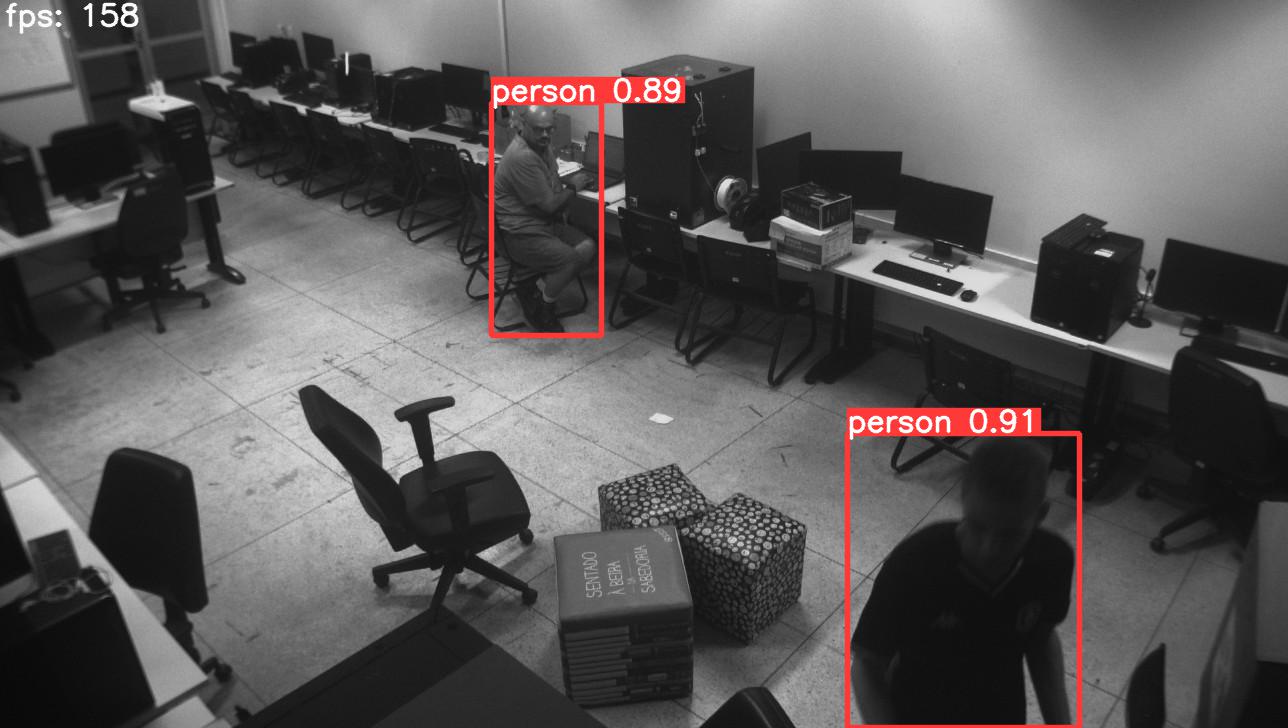 fps: 158
person 0.89
person 0.91
SENTADO
À BEIRA
DA
SABEDORIA